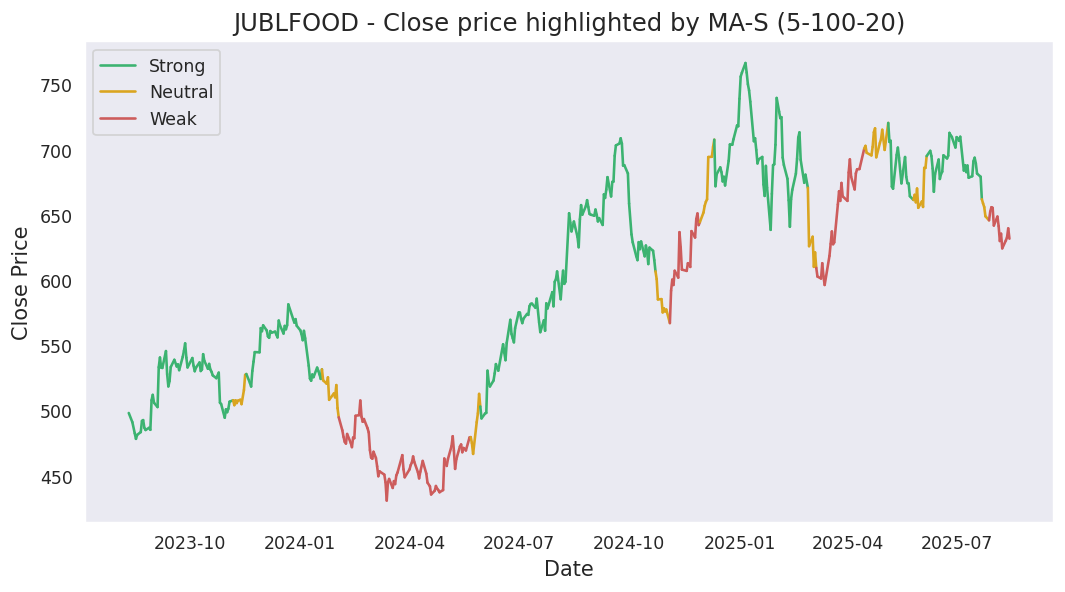 JUBLFOOD - Close price highlighted by MA-S (5-100-20)
Strong
Neutral
Weak
Close Price
750
700
650
600
550
500
450
2023-10 2024-01 2024-04 2024-07 2024-10 2025-01 2025-04 2025-07
Date